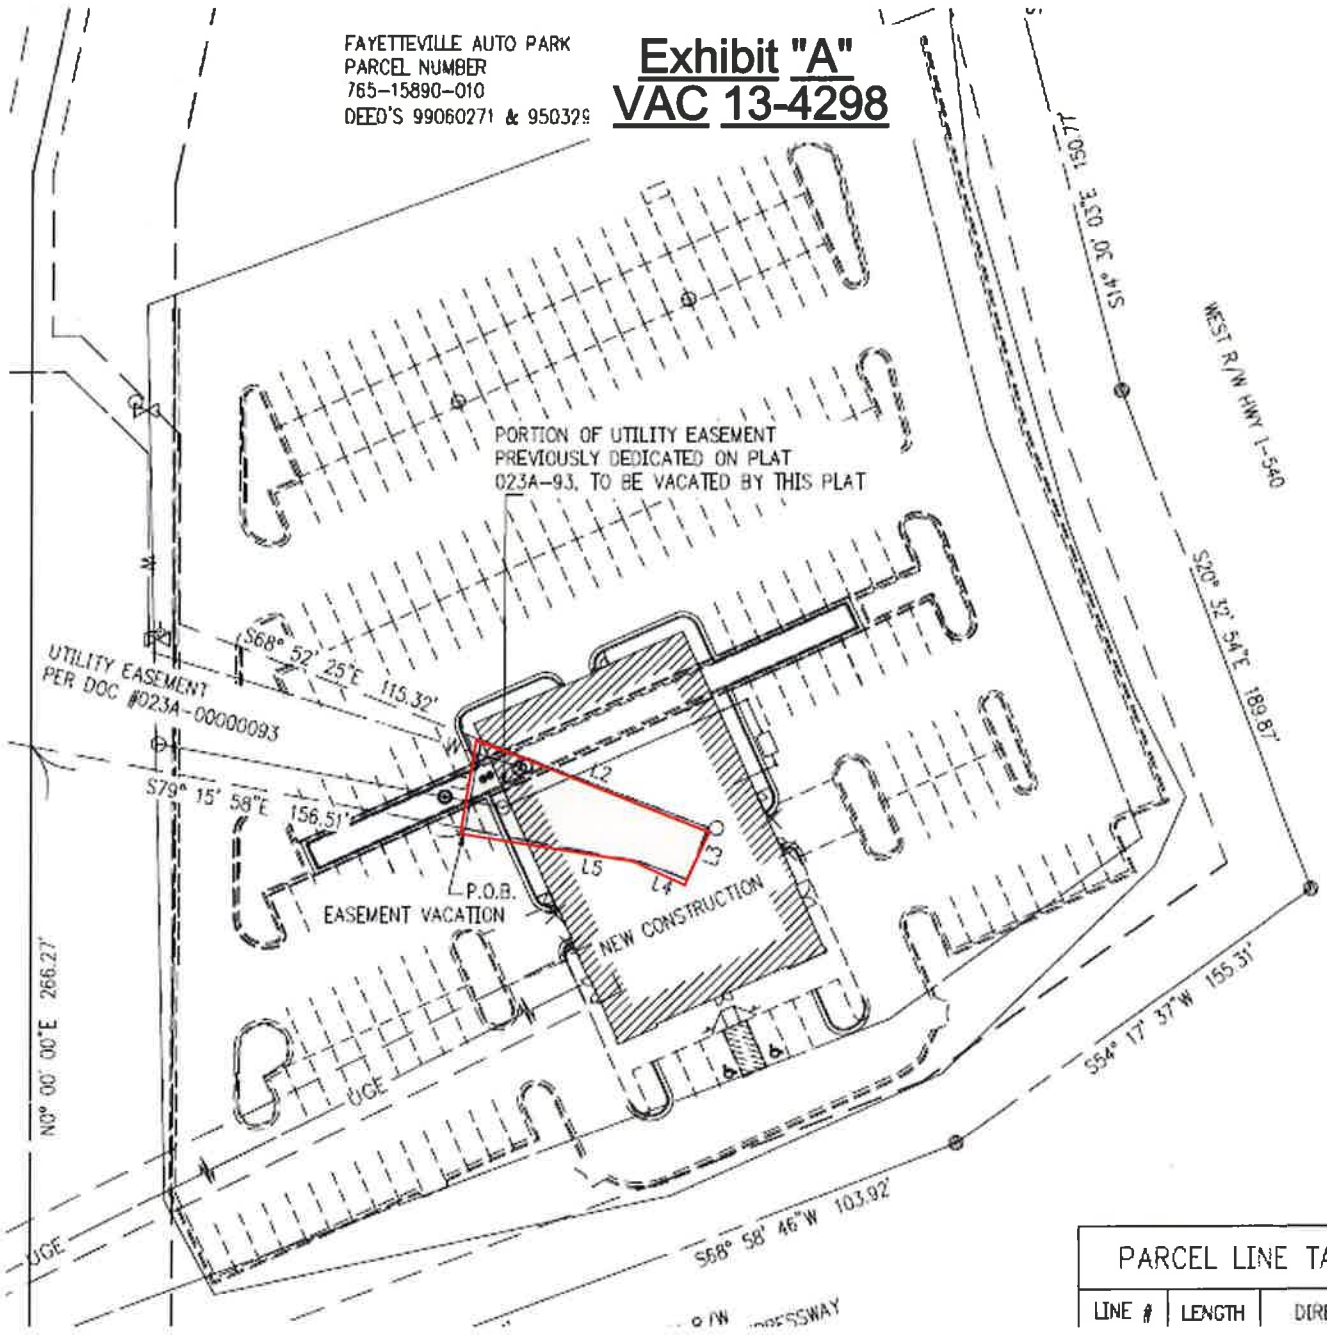 FAYETTEVILLE AUTO PARK
PARCEL NUMBER
765-15890-010
DEED'S 99060271 & 950329
Exhibit "A"
VAC 13-4298
S14° 30' 03"E 150.77'
WEST R/W HWY I-540
PORTION OF UTILITY EASEMENT
PREVIOUSLY DEDICATED ON PLAT
023A-93, TO BE VACATED BY THIS PLAT
W
S20° 32' 54"E 189.87'
S68° 52' 25"E 115.32'
UTILITY EASEMENT
PER DOC #023A-00000093
W
S79° 15' 58"E 156.51'
L2
L3
L5
L4
P.O.B.
EASEMENT VACATION
NEW CONSTRUCTION
N0° 00' 00"E 266.27'
UGE
UGE
S54° 17' 37"W 155.31'
S68° 58' 46"W 103.92'
R/W
PARCEL LINE TA
LINE # LENGTH DIRE